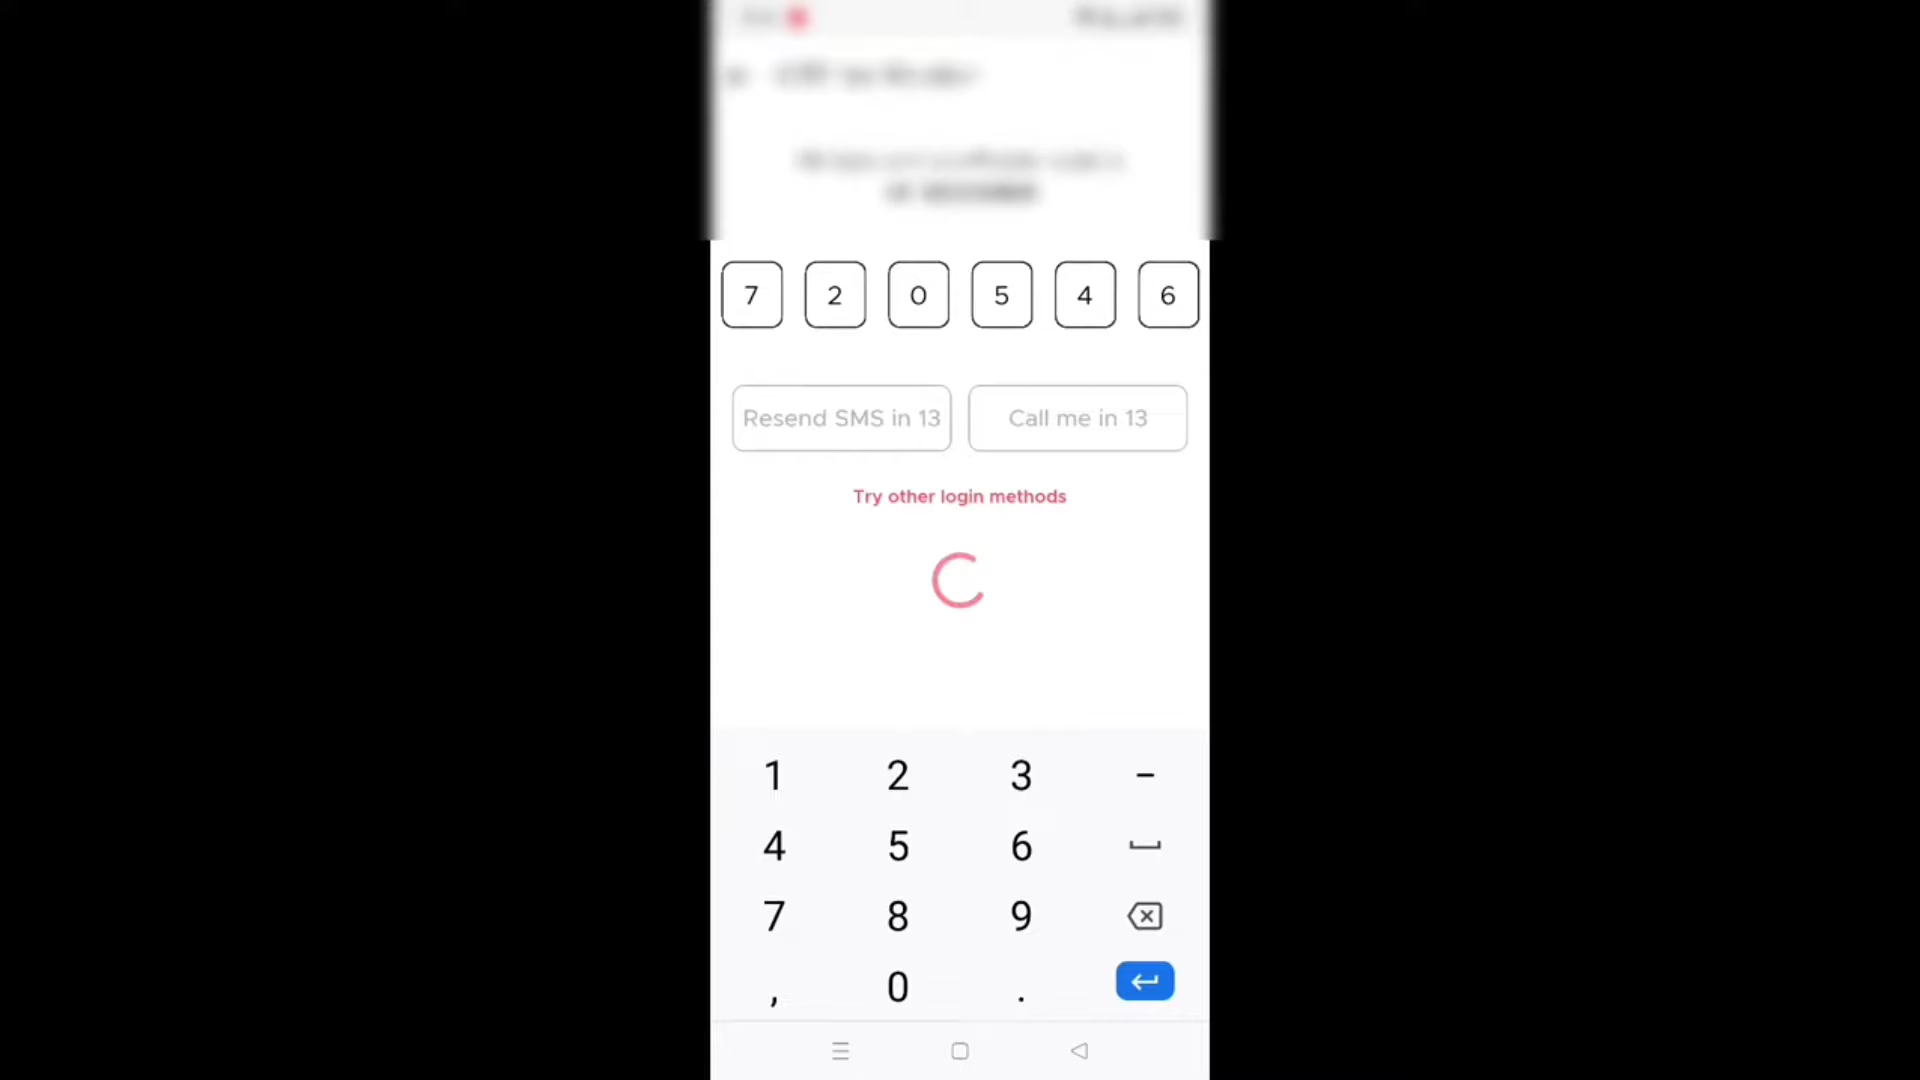 7 2 0 5 4 6
Resend SMS in 13 Call me in 13
Try other login methods
1 2 3 -
4 5 6
7 8 9
, 0 .